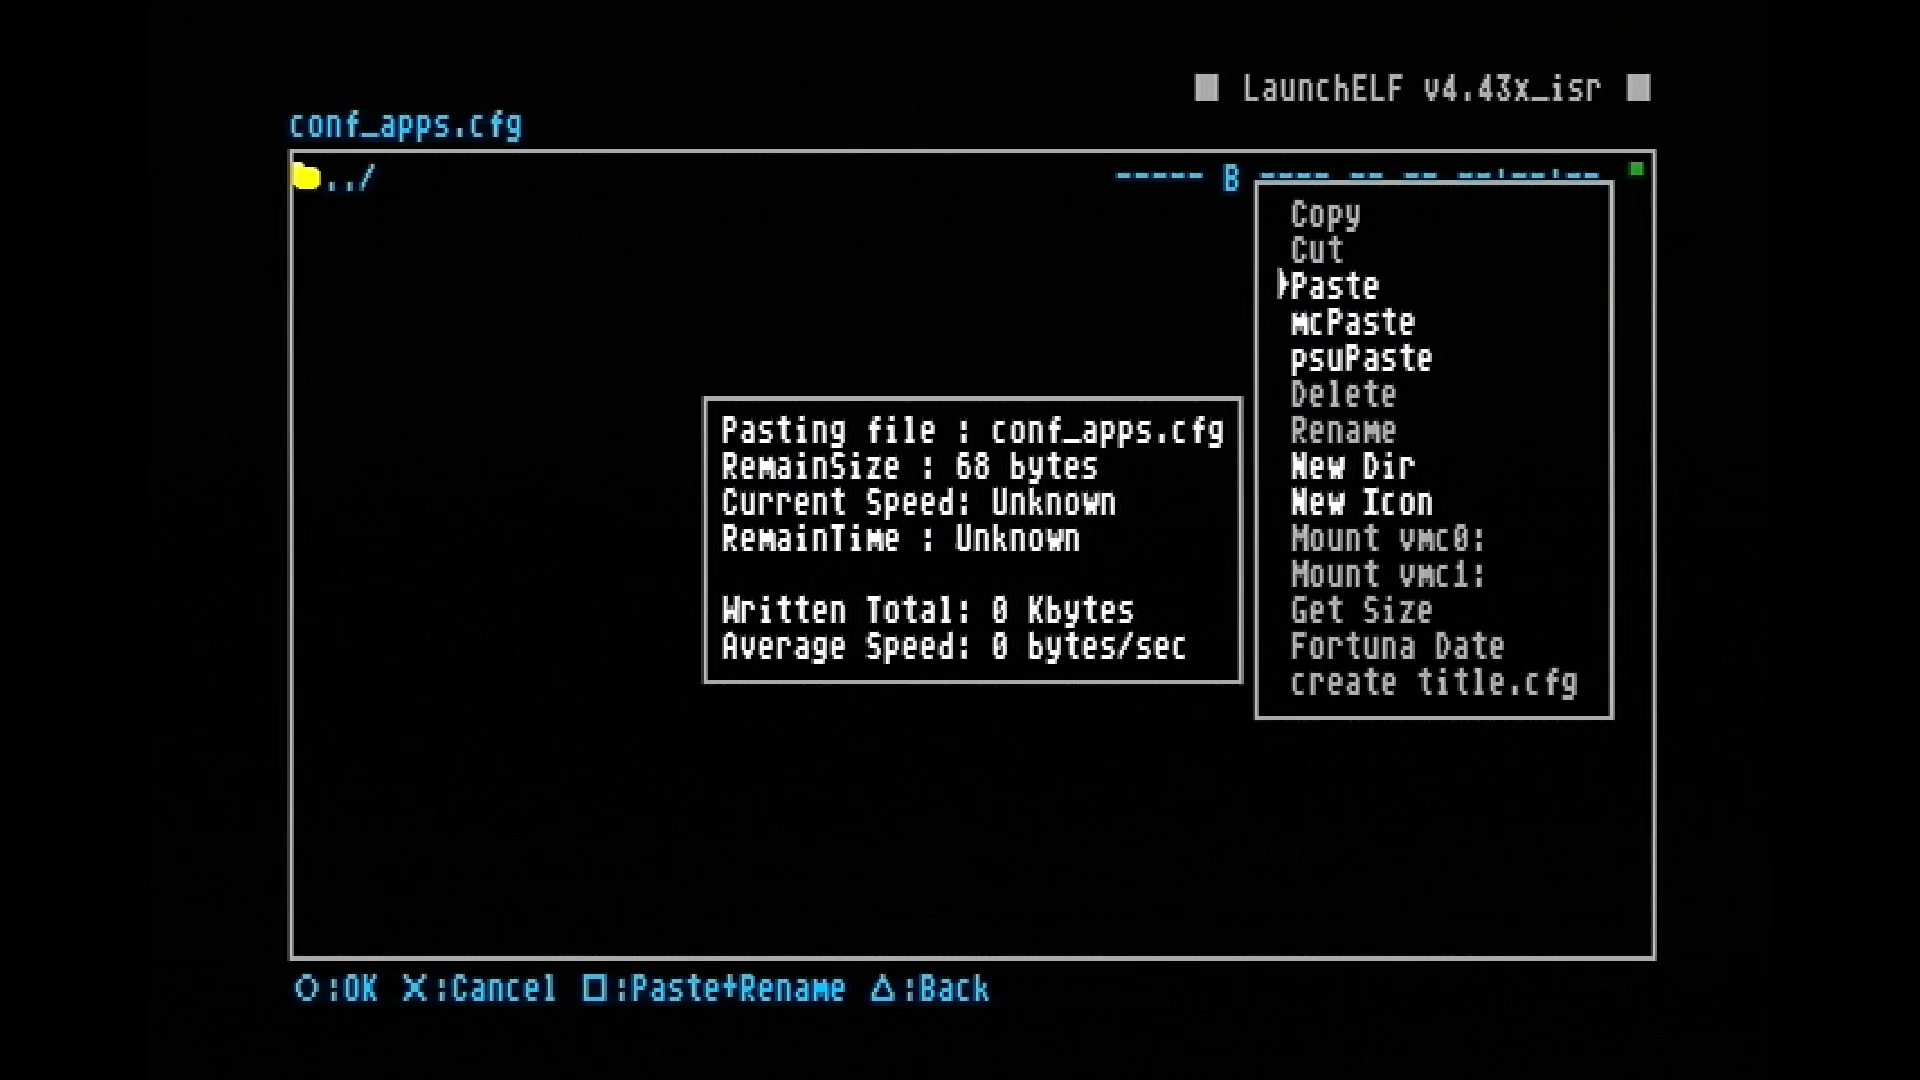 LaunchELF v4.43x_isr
conf_apps.cfg
../ ----- B ---- -- -- --:--:--
Copy
Cut
Paste
mcPaste
psuPaste
Delete
Rename
New Dir
New Icon
Mount vmc0:
Mount vmc1:
Get Size
Fortuna Date
create title.cfg
Pasting file : conf_apps.cfg
RemainSize : 68 bytes
Current Speed: Unknown
RemainTime : Unknown
Written Total: 0 Kbytes
Average Speed: 0 bytes/sec
○:OK ×:Cancel □:Paste+Rename △:Back